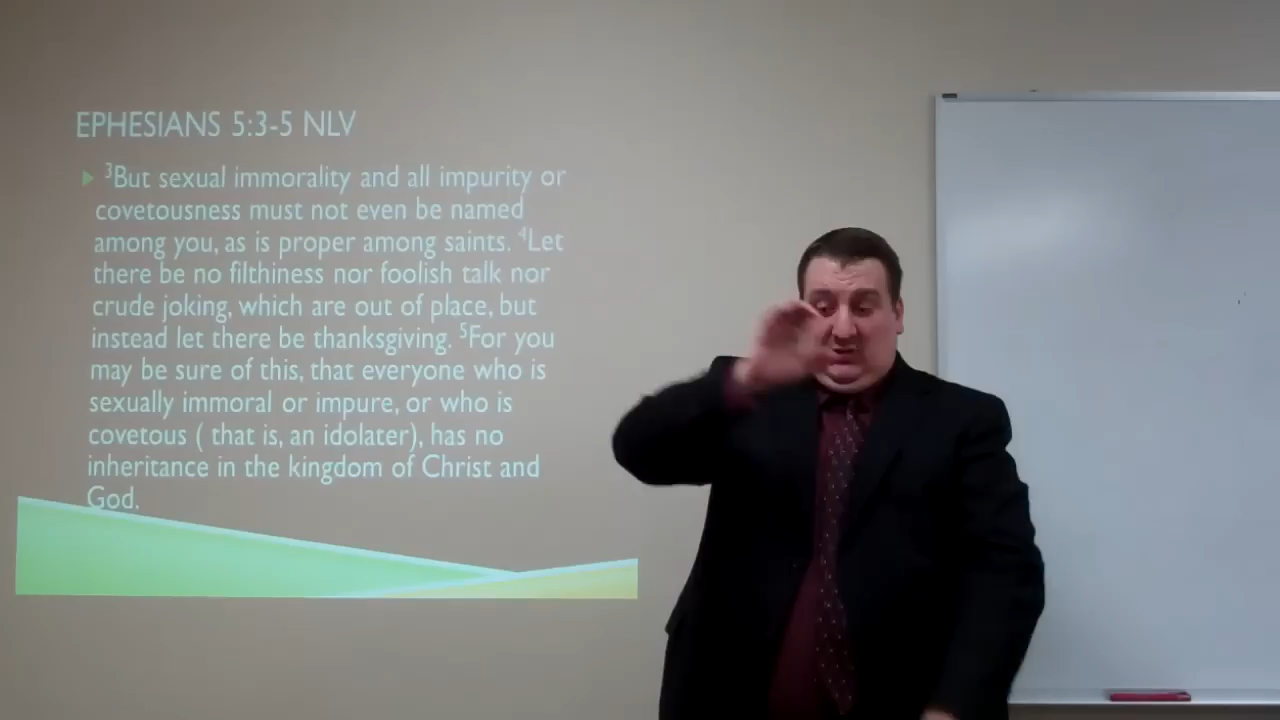 EPHESIANS 5:3-5 NLV
³But sexual immorality and all impurity or
covetousness must not even be named
among you, as is proper among saints. ⁴Let
there be no filthiness nor foolish talk nor
crude joking, which are out of place, but
instead let there be thanksgiving. ⁵For you
may be sure of this, that everyone who is
sexually immoral or impure, or who is
covetous ( that is, an idolater), has no
inheritance in the kingdom of Christ and
God.